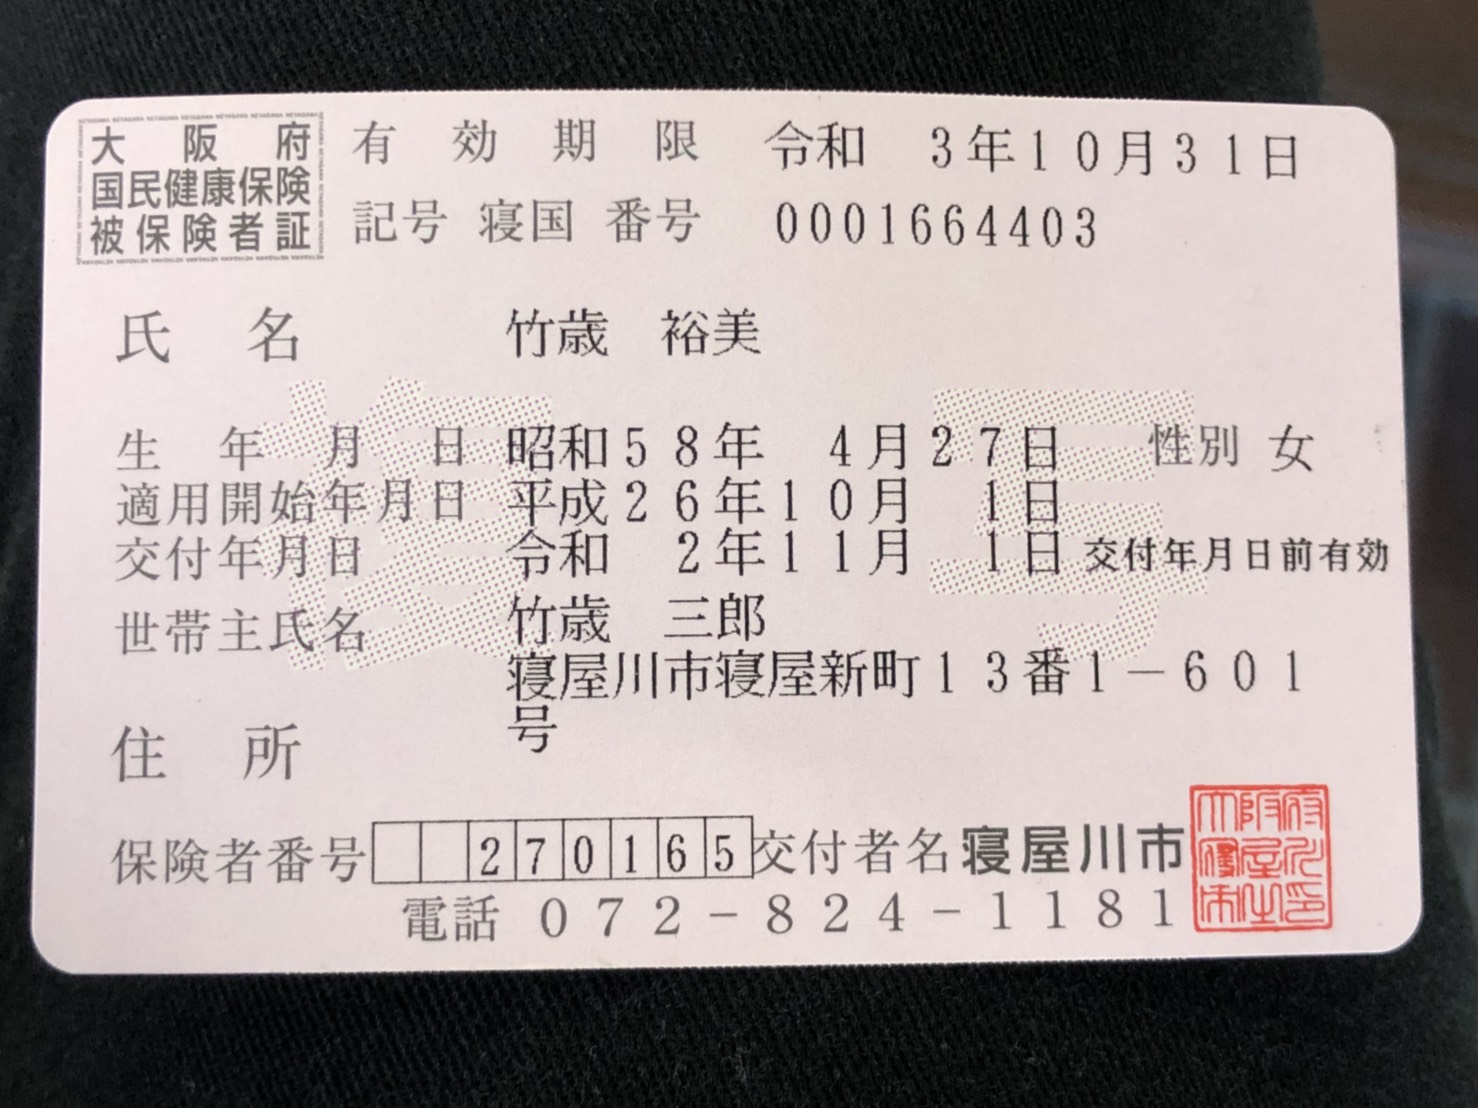 大阪府
国民健康保険
被保険者証
有効期限 令和 3年10月31日
記号 寝国 番号 0001664403
氏名 竹歳 裕美
生年月日 昭和58年 4月27日 性別 女
適用開始年月日 平成26年10月 1日
交付年月日 令和 2年11月 1日 交付年月日前有効
世帯主氏名 竹歳 三郎
寝屋川市寝屋新町13番1-601
号
住所
保険者番号 270165 交付者名 寝屋川市
電話 072-824-1181
複写